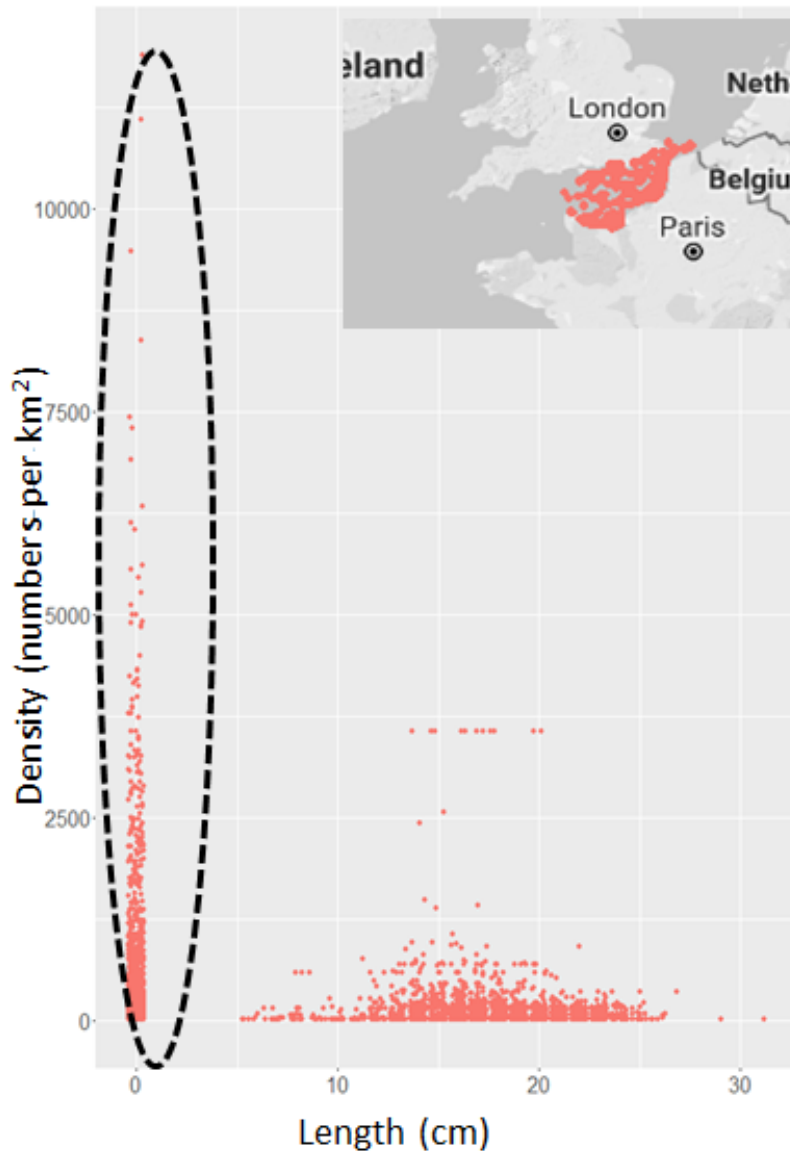 eland
London
Neth
Belgiu
Paris
Density (numbers per km²)
10000
7500
5000
2500
0
0
10
20
30
Length (cm)